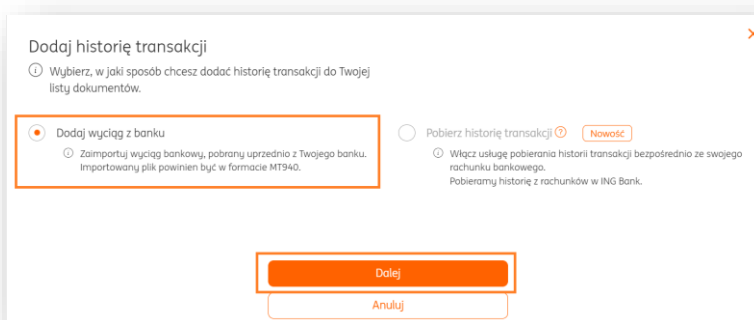 Dodaj historię transakcji
Wybierz, w jaki sposób chcesz dodać historię transakcji do Twojej
listy dokumentów.
Dodaj wyciąg z banku
Zaimportuj wyciąg bankowy, pobrany uprzednio z Twojego banku.
Importowany plik powinien być w formacie MT940.
Pobierz historię transakcji ? Nowość
Włącz usługę pobierania historii transakcji bezpośrednio ze swojego
rachunku bankowego.
Pobieramy historię z rachunków w ING Bank.
Dalej
Anuluj